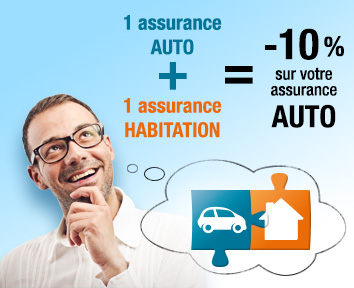 1 assurance
AUTO
+
1 assurance
HABITATION
=
-10 %
sur votre
assurance
AUTO